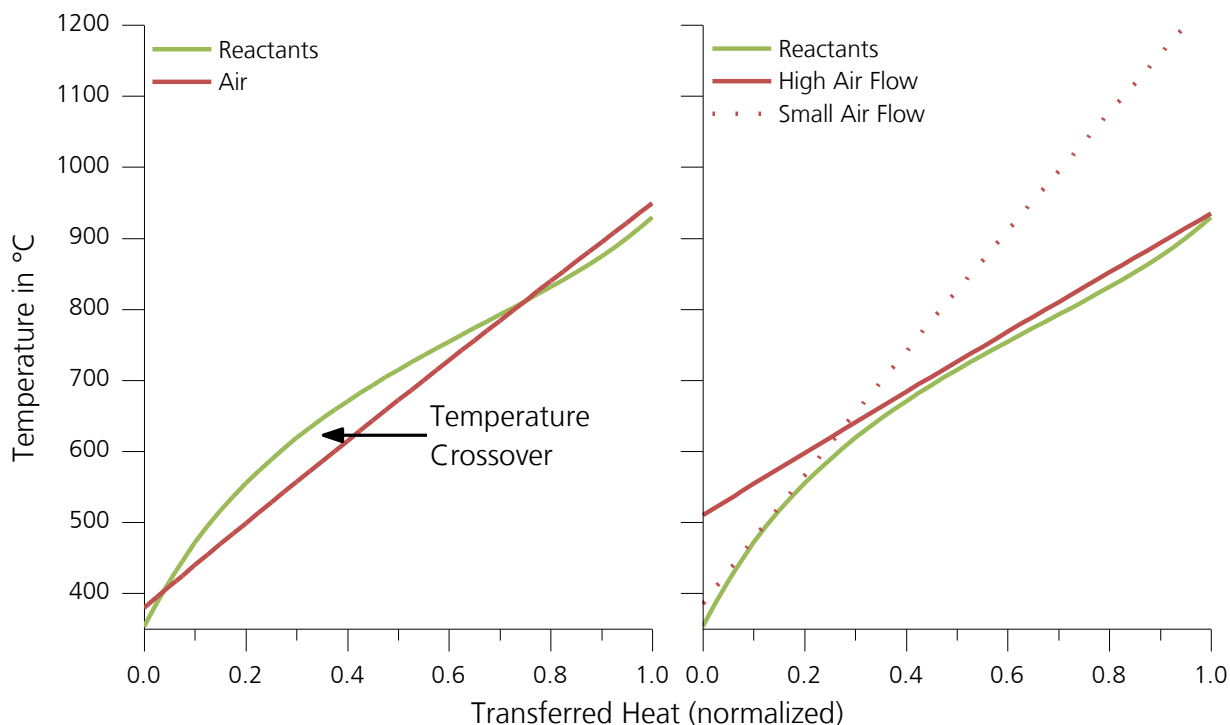 Temperature in °C
1200
1100
1000
900
800
700
600
500
400
Reactants
Air
Temperature
Crossover
0.0
0.2
0.4
0.6
0.8
1.0
Reactants
High Air Flow
Small Air Flow
0.0
0.2
0.4
0.6
0.8
1.0
Transferred Heat (normalized)